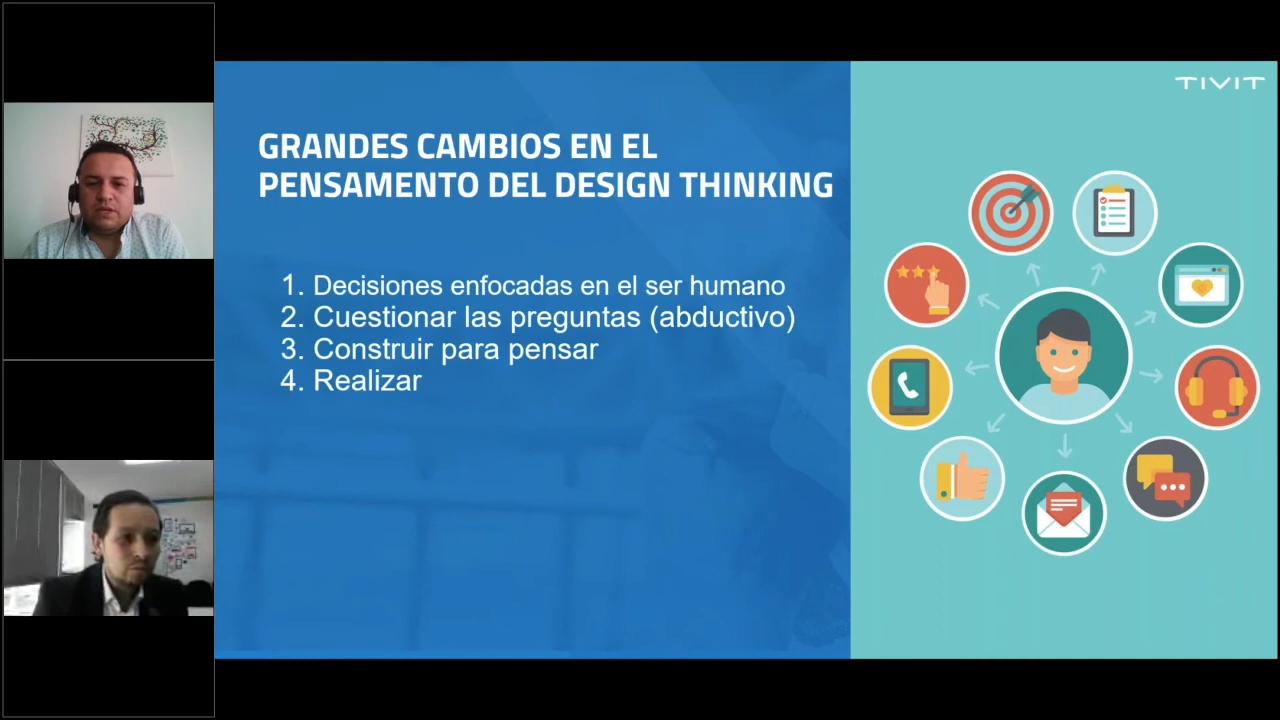 TIVIT
GRANDES CAMBIOS EN EL
PENSAMENTO DEL DESIGN THINKING
1. Decisiones enfocadas en el ser humano
2. Cuestionar las preguntas (abductivo)
3. Construir para pensar
4. Realizar